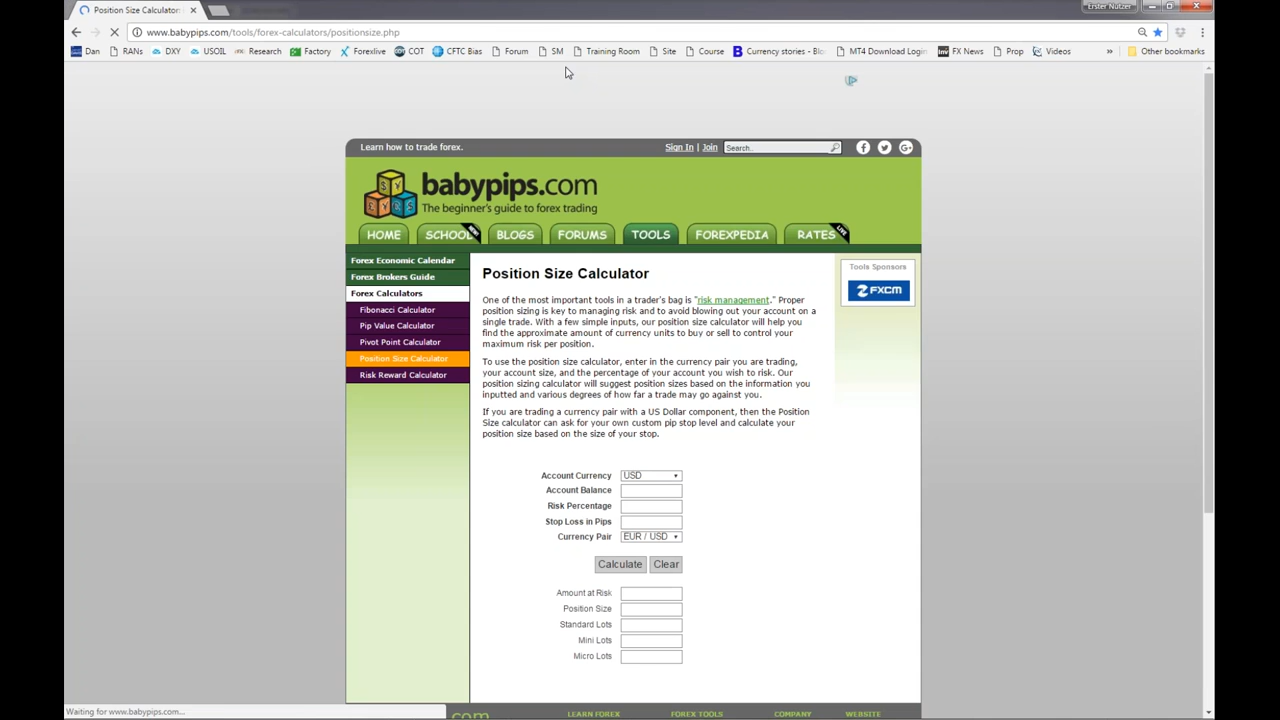 Position Size Calculator:
Erster Nutzer
www.babypips.com/tools/forex-calculators/positionsize.php
Dan RANs DXY USOIL Research Factory Forexlive COT CFTC Bias Forum SM Training Room Site Course Currency stories - Blo MT4 Download Logi FX News Prop Videos » Other bookmarks
Learn how to trade forex.
Sign In | Join Search..
babypips.com
The beginner's guide to forex trading
HOME SCHOOL NEW BLOGS FORUMS TOOLS FOREXPEDIA RATES LIVE
Forex Economic Calendar
Forex Brokers Guide
Forex Calculators
Fibonacci Calculator
Pip Value Calculator
Pivot Point Calculator
Position Size Calculator
Risk Reward Calculator
Position Size Calculator
One of the most important tools in a trader's bag is "risk management." Proper
position sizing is key to managing risk and to avoid blowing out your account on a
single trade. With a few simple inputs, our position size calculator will help you
find the approximate amount of currency units to buy or sell to control your
maximum risk per position.
To use the position size calculator, enter in the currency pair you are trading,
your account size, and the percentage of your account you wish to risk. Our
position sizing calculator will suggest position sizes based on the information you
inputted and various degrees of how far a trade may go against you.
If you are trading a currency pair with a US Dollar component, then the Position
Size calculator can ask for your own custom pip stop level and calculate your
position size based on the size of your stop.
Account Currency USD
Account Balance
Risk Percentage
Stop Loss in Pips
Currency Pair EUR / USD
Calculate Clear
Amount at Risk
Position Size
Standard Lots
Mini Lots
Micro Lots
Tools Sponsors
FXCM
Waiting for www.babypips.com...
com LEARN FOREX FOREX TOOLS COMPANY WEBSITE